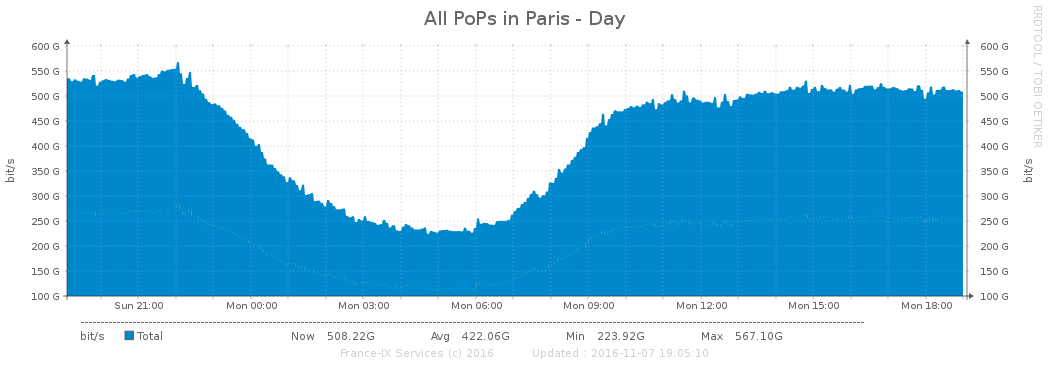 All PoPs in Paris - Day
RRDTOOL / TOBI OETIKER
600 G 600 G
550 G 550 G
500 G 500 G
450 G 450 G
400 G 400 G
350 G 350 G
300 G 300 G
250 G 250 G
200 G 200 G
150 G 150 G
100 G 100 G
bit/s
bit/s
Sun 21:00 Mon 00:00 Mon 03:00 Mon 06:00 Mon 09:00 Mon 12:00 Mon 15:00 Mon 18:00
bit/s Total Now 508.22G Avg 422.06G Min 223.92G Max 567.10G
France-IX Services (c) 2016 Updated : 2016-11-07 19:05:10